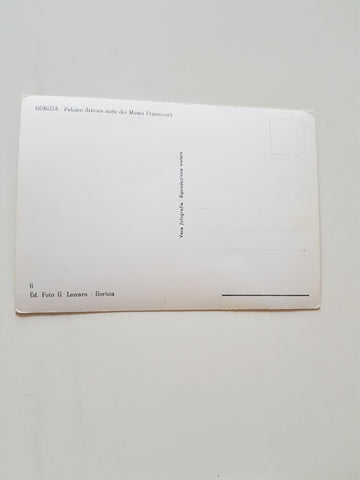 GORIZIA - Palazzo Attems sede dei Musei Provinciali
Vera fotografia - Riproduzione vietata
6
Ed. Foto G. Lazzaro - Gorizia